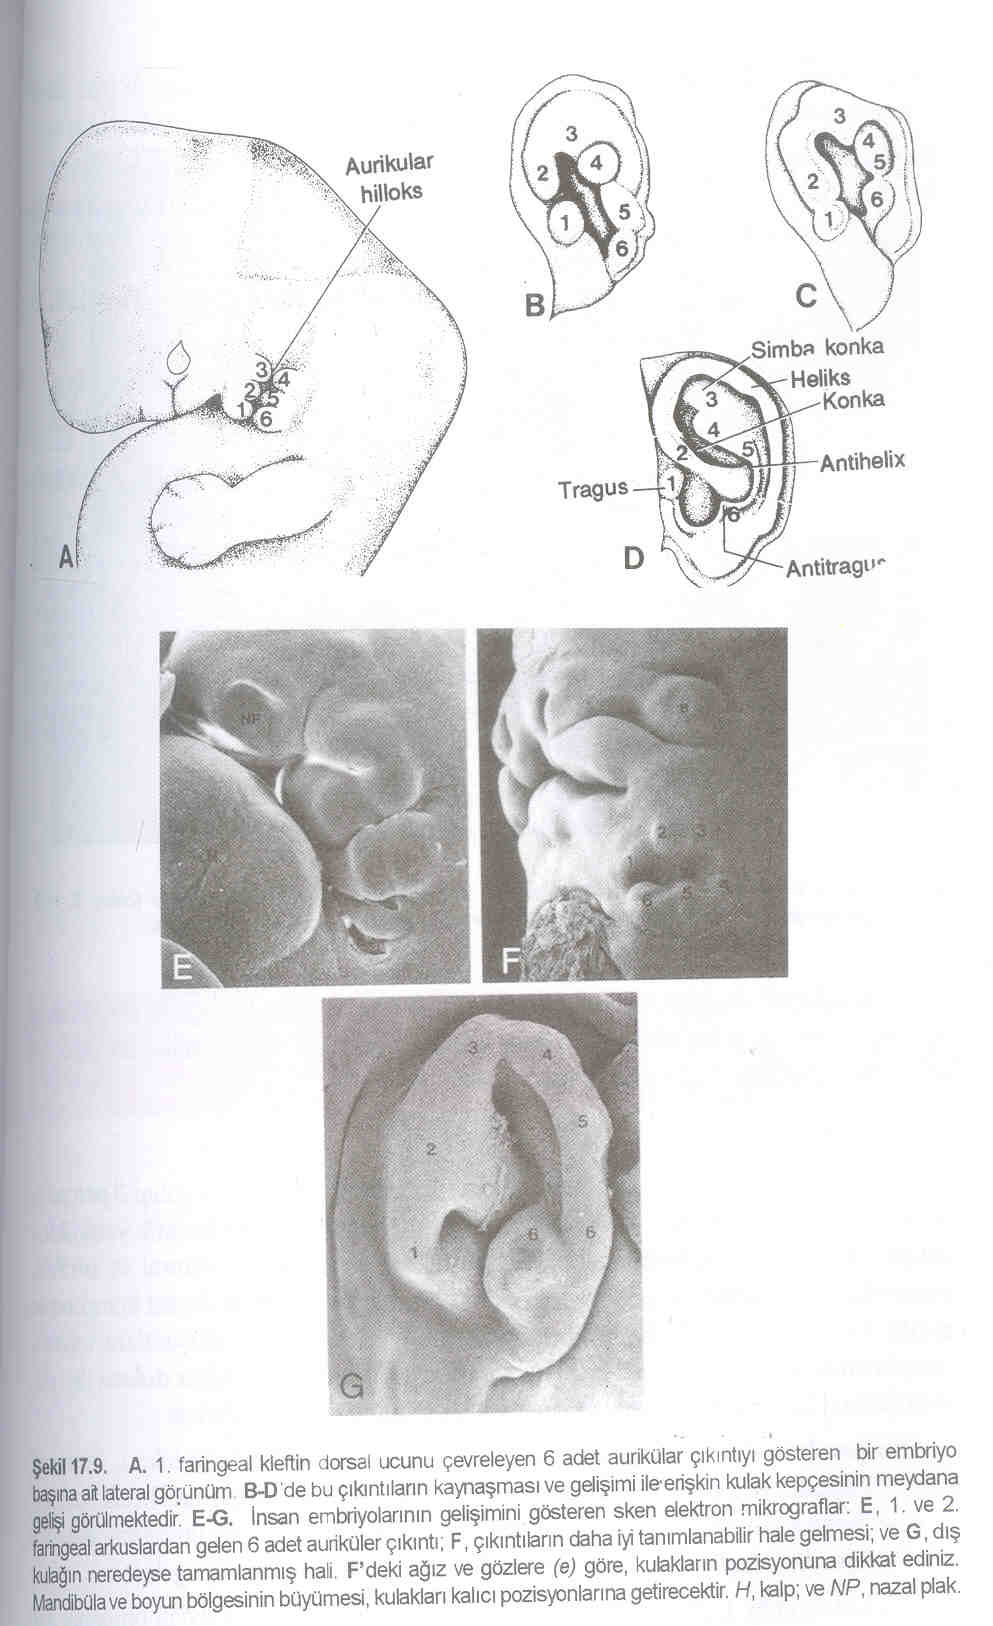 Aurikular
hilloks
3
2
4
1
5
6
A
3
2
4
1
5
6
B
3
4
5
2
6
1
C
Simba konka
Heliks
Konka
3
4
2
5
Antihelix
Tragus
1
6
D
Antitragus
NP
H
E
e
2
3
1
6
5
F
3
4
5
2
6
6
1
G
Şekil 17.9. A. 1. faringeal kleftin dorsal ucunu çevreleyen 6 adet aurikülar çıkıntıyı gösteren bir embriyo
başına ait lateral görünüm. B-D'de bu çıkıntıların kaynaşması ve gelişimi ile erişkin kulak kepçesinin meydana
gelişi görülmektedir. E-G. İnsan embriyolarının gelişimini gösteren sken elektron mikrograflar: E, 1. ve 2.
faringeal arkuslardan gelen 6 adet auriküler çıkıntı; F, çıkıntıların daha iyi tanımlanabilir hale gelmesi; ve G, dış
kulağın neredeyse tamamlanmış hali. F'deki ağız ve gözlere (e) göre, kulakların pozisyonuna dikkat ediniz.
Mandibüla ve boyun bölgesinin büyümesi, kulakları kalıcı pozisyonlarına getirecektir. H, kalp; ve NP, nazal plak.